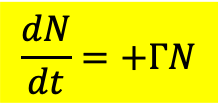 dN/dt = +ΓN